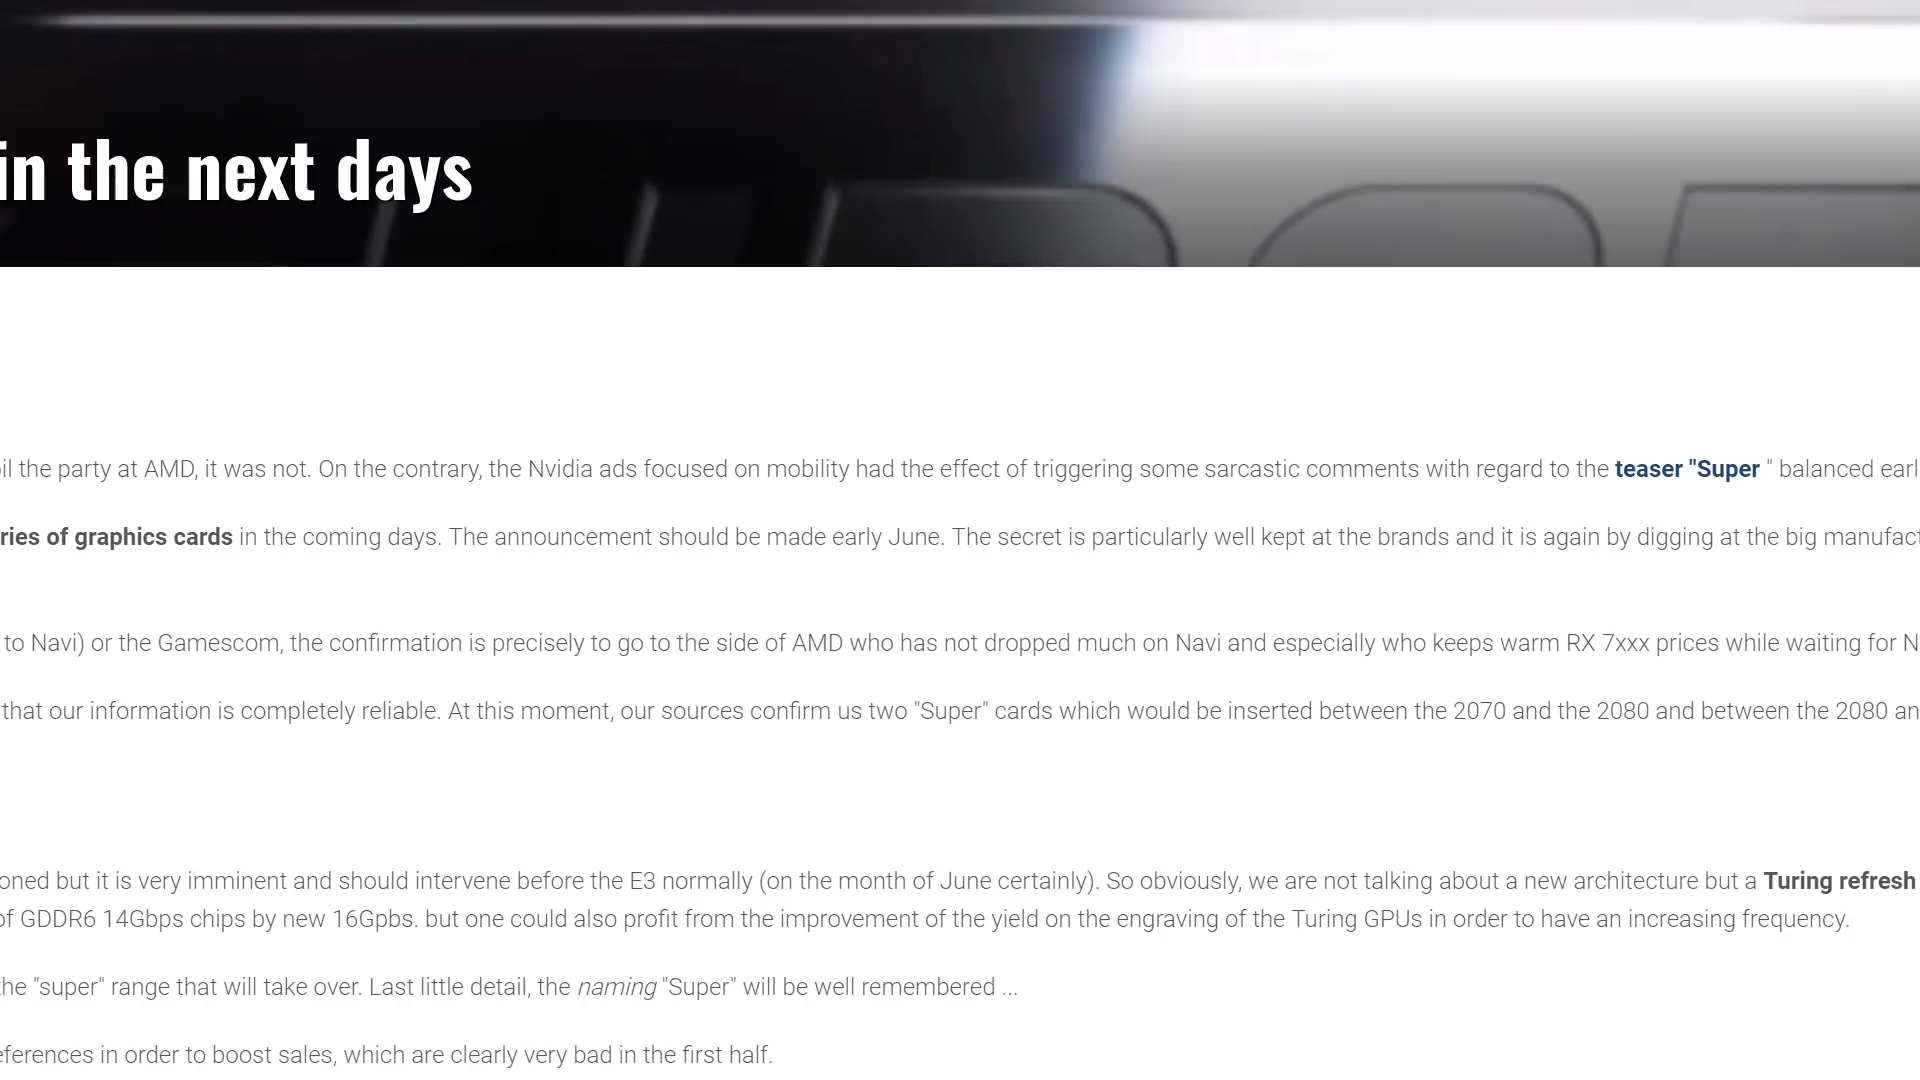 in the next days
il the party at AMD, it was not. On the contrary, the Nvidia ads focused on mobility had the effect of triggering some sarcastic comments with regard to the teaser "Super " balanced earl
ries of graphics cards in the coming days. The announcement should be made early June. The secret is particularly well kept at the brands and it is again by digging at the big manufact
to Navi) or the Gamescom, the confirmation is precisely to go to the side of AMD who has not dropped much on Navi and especially who keeps warm RX 7xxx prices while waiting for N
that our information is completely reliable. At this moment, our sources confirm us two "Super" cards which would be inserted between the 2070 and the 2080 and between the 2080 an
oned but it is very imminent and should intervene before the E3 normally (on the month of June certainly). So obviously, we are not talking about a new architecture but a Turing refresh
of GDDR6 14Gbps chips by new 16Gpbs. but one could also profit from the improvement of the yield on the engraving of the Turing GPUs in order to have an increasing frequency.
the "super" range that will take over. Last little detail, the naming "Super" will be well remembered ...
eferences in order to boost sales, which are clearly very bad in the first half.